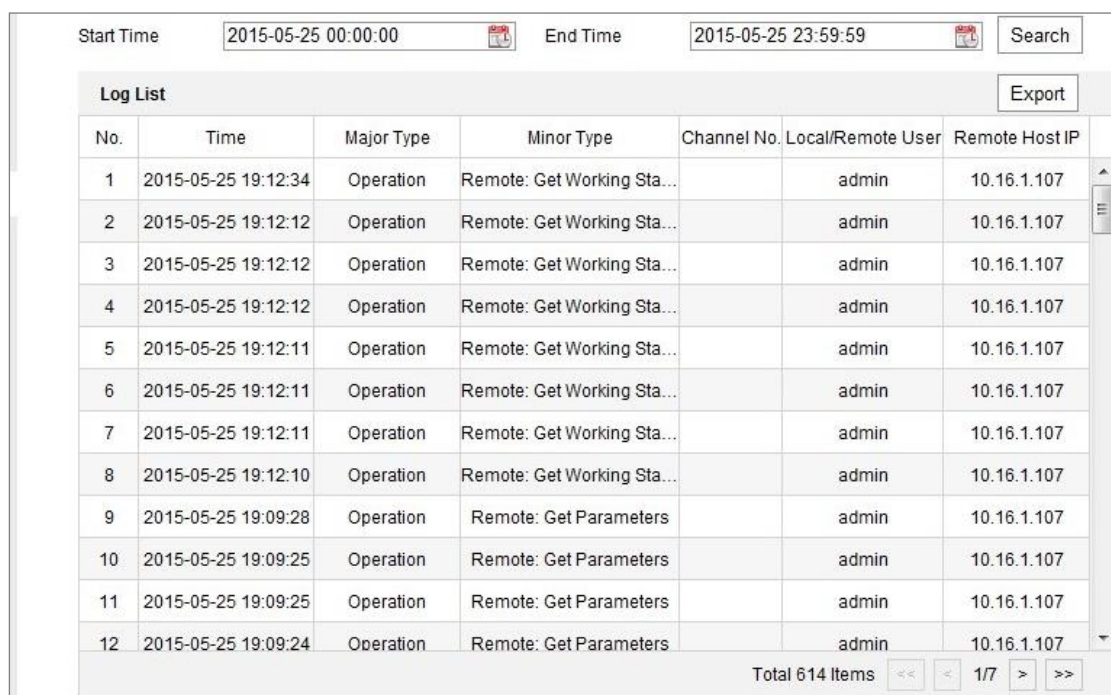 Start Time 2015-05-25 00:00:00 End Time 2015-05-25 23:59:59 Search
Log List Export
No. Time Major Type Minor Type Channel No. Local/Remote User Remote Host IP
1 2015-05-25 19:12:34 Operation Remote: Get Working Sta... admin 10.16.1.107
2 2015-05-25 19:12:12 Operation Remote: Get Working Sta... admin 10.16.1.107
3 2015-05-25 19:12:12 Operation Remote: Get Working Sta... admin 10.16.1.107
4 2015-05-25 19:12:12 Operation Remote: Get Working Sta... admin 10.16.1.107
5 2015-05-25 19:12:11 Operation Remote: Get Working Sta... admin 10.16.1.107
6 2015-05-25 19:12:11 Operation Remote: Get Working Sta... admin 10.16.1.107
7 2015-05-25 19:12:11 Operation Remote: Get Working Sta... admin 10.16.1.107
8 2015-05-25 19:12:10 Operation Remote: Get Working Sta... admin 10.16.1.107
9 2015-05-25 19:09:28 Operation Remote: Get Parameters admin 10.16.1.107
10 2015-05-25 19:09:25 Operation Remote: Get Parameters admin 10.16.1.107
11 2015-05-25 19:09:25 Operation Remote: Get Parameters admin 10.16.1.107
12 2015-05-25 19:09:24 Operation Remote: Get Parameters admin 10.16.1.107
Total 614 Items << < 1/7 > >>